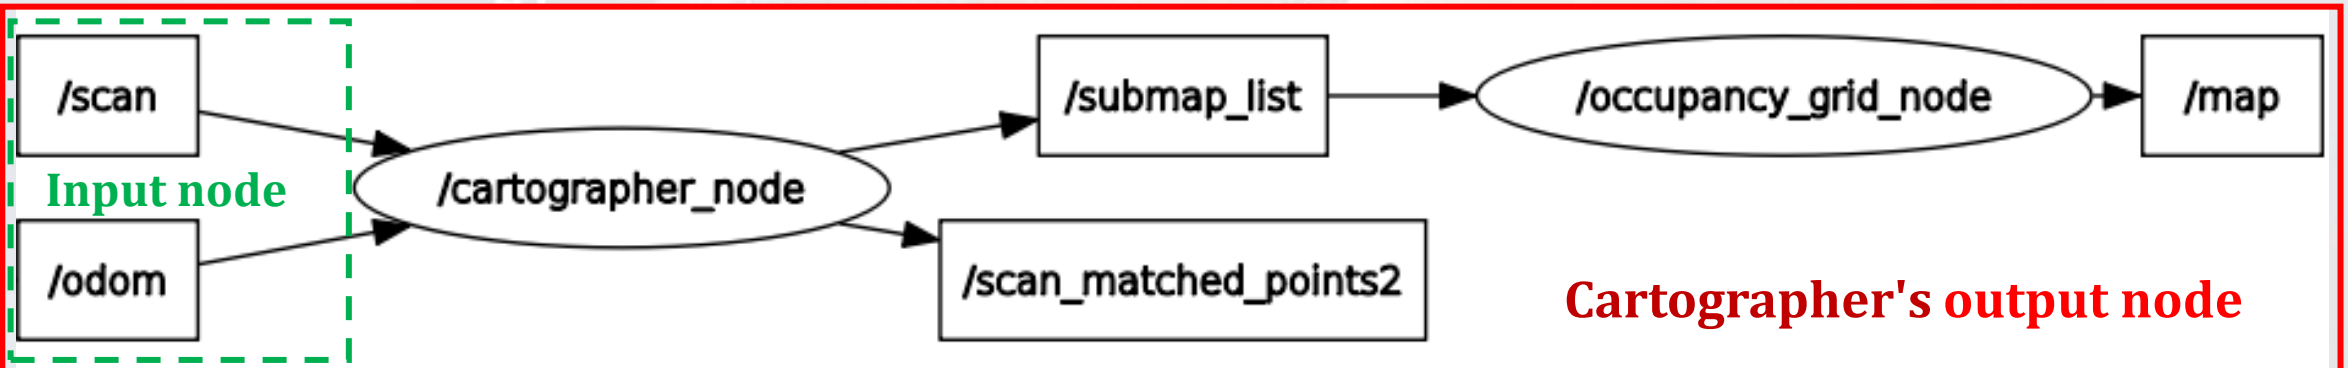 /scan
/submap_list
/occupancy_grid_node
/map
Input node
/cartographer_node
/odom
/scan_matched_points2
Cartographer's output node